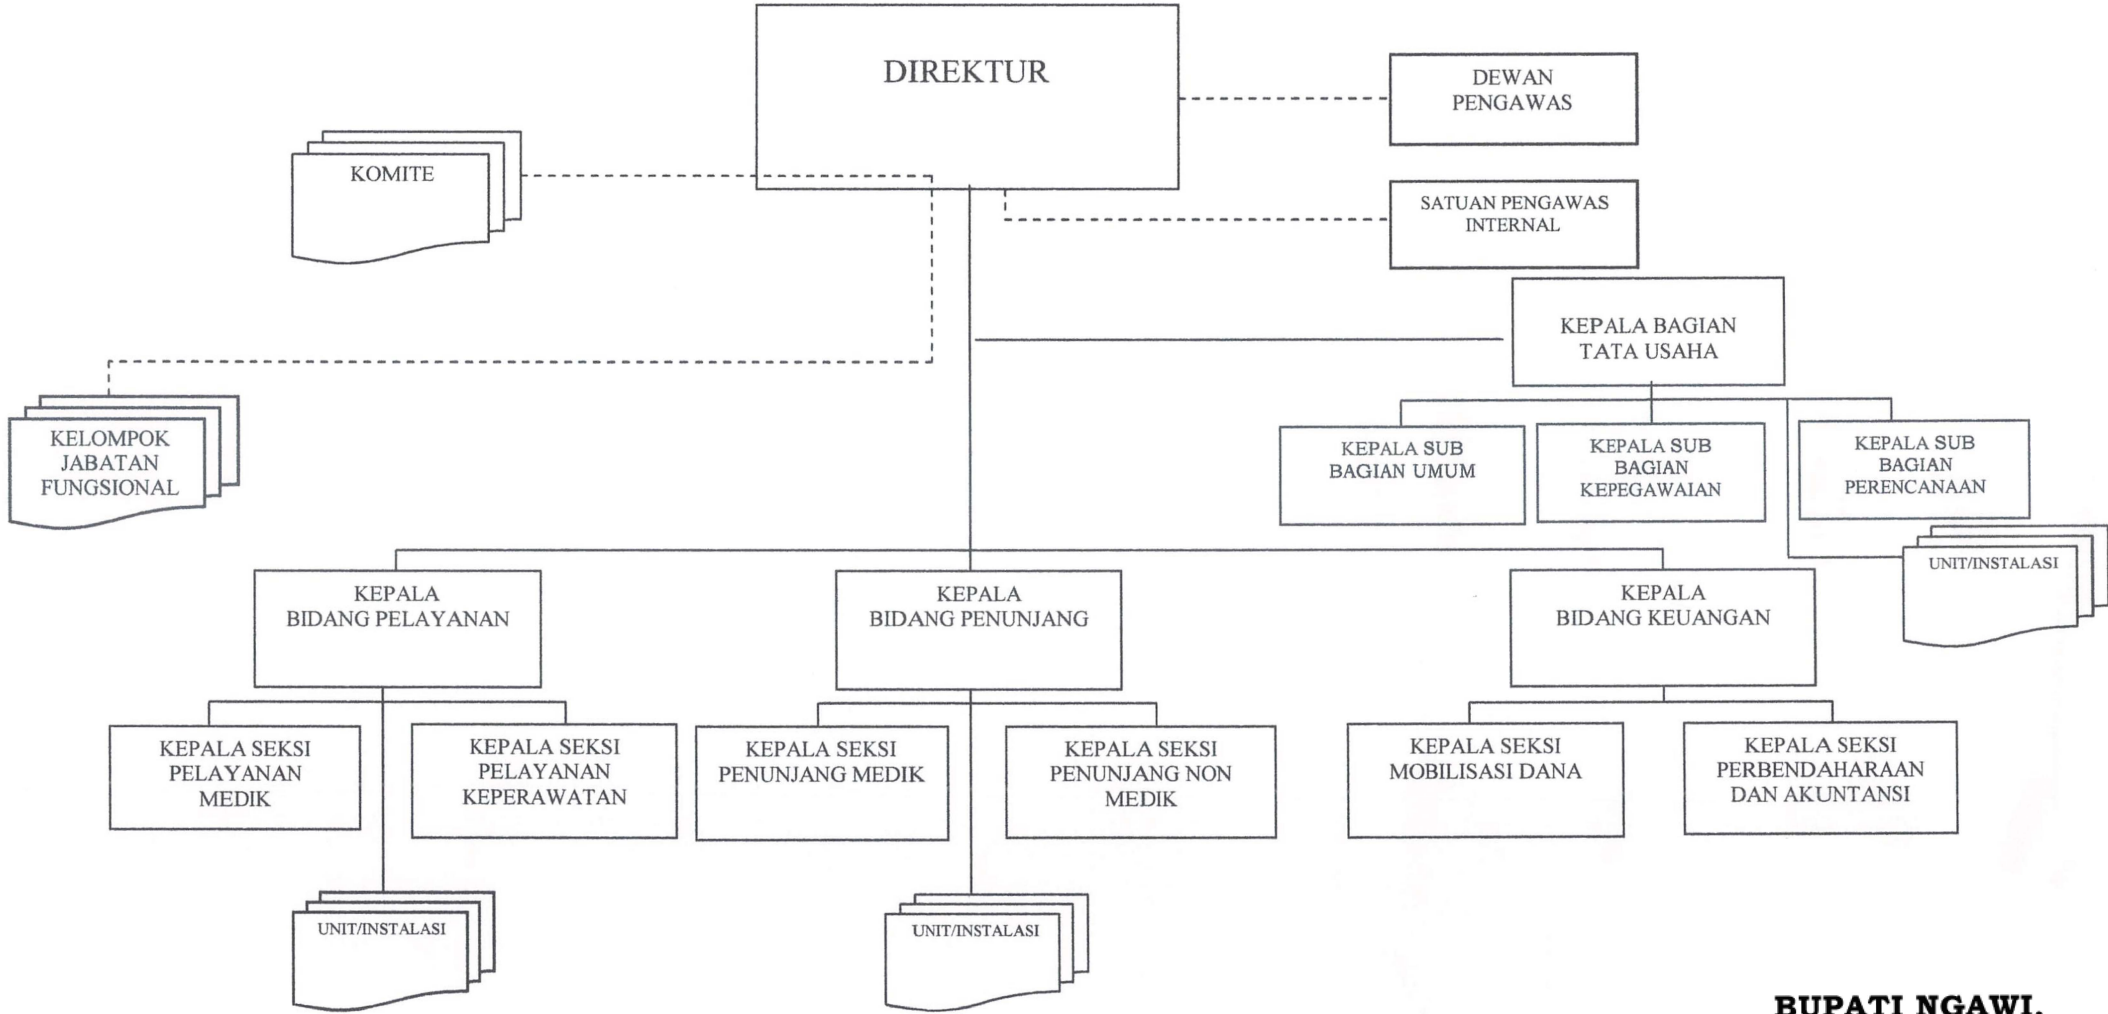 DIREKTUR
DEWAN
PENGAWAS
KOMITE
SATUAN PENGAWAS
INTERNAL
KEPALA BAGIAN
TATA USAHA
KELOMPOK
JABATAN
FUNGSIONAL
KEPALA SUB
BAGIAN UMUM
KEPALA SUB
BAGIAN
KEPEGAWAIAN
KEPALA SUB
BAGIAN
PERENCANAAN
UNIT/INSTALASI
KEPALA
BIDANG PELAYANAN
KEPALA
BIDANG PENUNJANG
KEPALA
BIDANG KEUANGAN
KEPALA SEKSI
PELAYANAN
MEDIK
KEPALA SEKSI
PELAYANAN
KEPERAWATAN
KEPALA SEKSI
PENUNJANG MEDIK
KEPALA SEKSI
PENUNJANG NON
MEDIK
KEPALA SEKSI
MOBILISASI DANA
KEPALA SEKSI
PERBENDAHARAAN
DAN AKUNTANSI
UNIT/INSTALASI
UNIT/INSTALASI
BUPATI NGAWI,